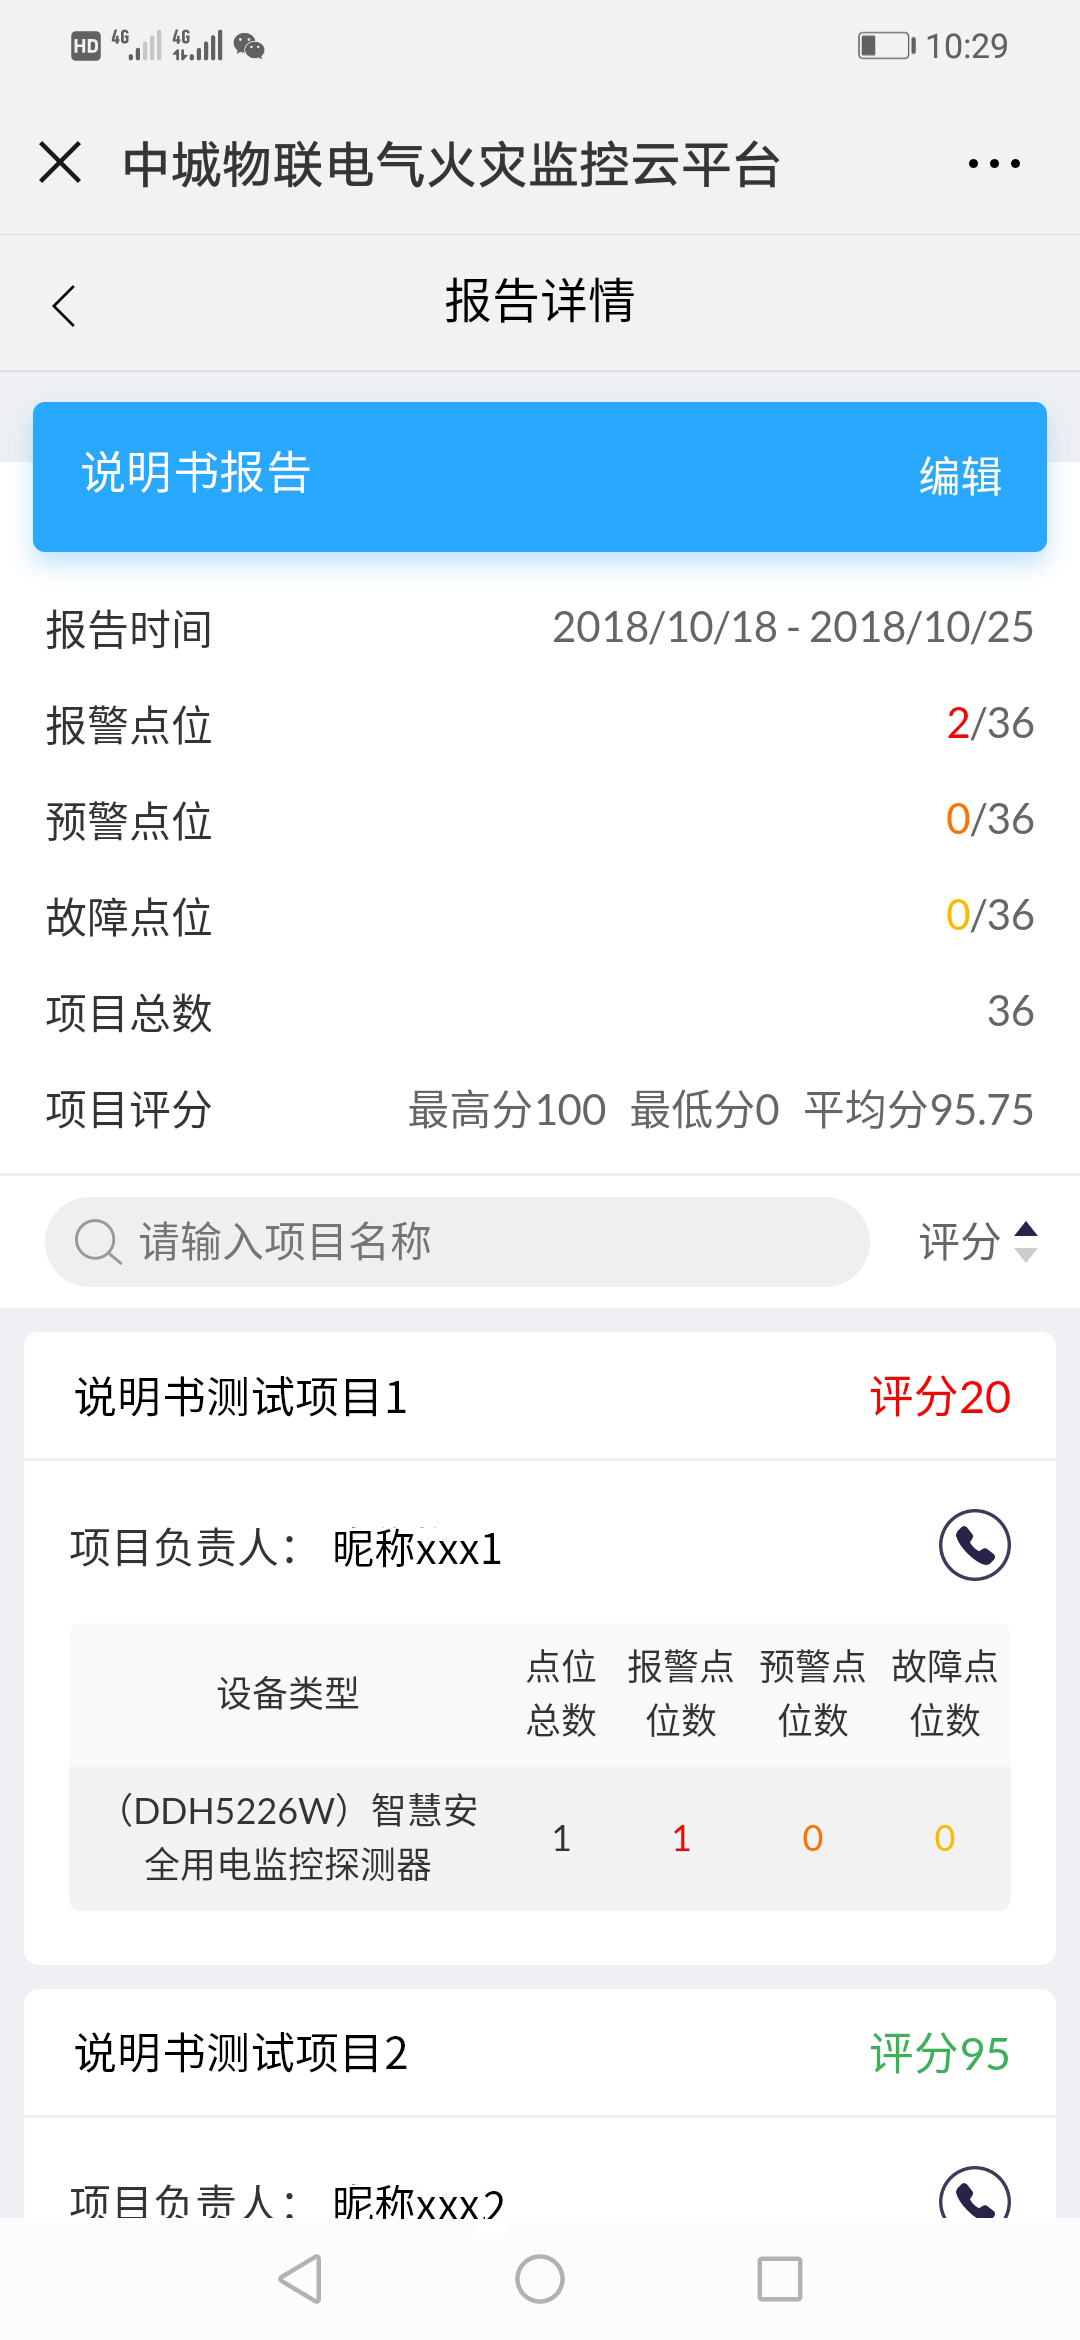 HD 4G 4G 10:29
中城物联电气火灾监控云平台
报告详情
说明书报告 编辑
报告时间 2018/10/18 - 2018/10/25
报警点位 2/36
预警点位 0/36
故障点位 0/36
项目总数 36
项目评分 最高分100 最低分0 平均分95.75
请输入项目名称 评分
说明书测试项目1 评分20
项目负责人： 昵称xxx1
设备类型 点位总数 报警点位数 预警点位数 故障点位数
（DDH5226W）智慧安
全用电监控探测器 1 1 0 0
说明书测试项目2 评分95
项目负责人： 昵称xxx2